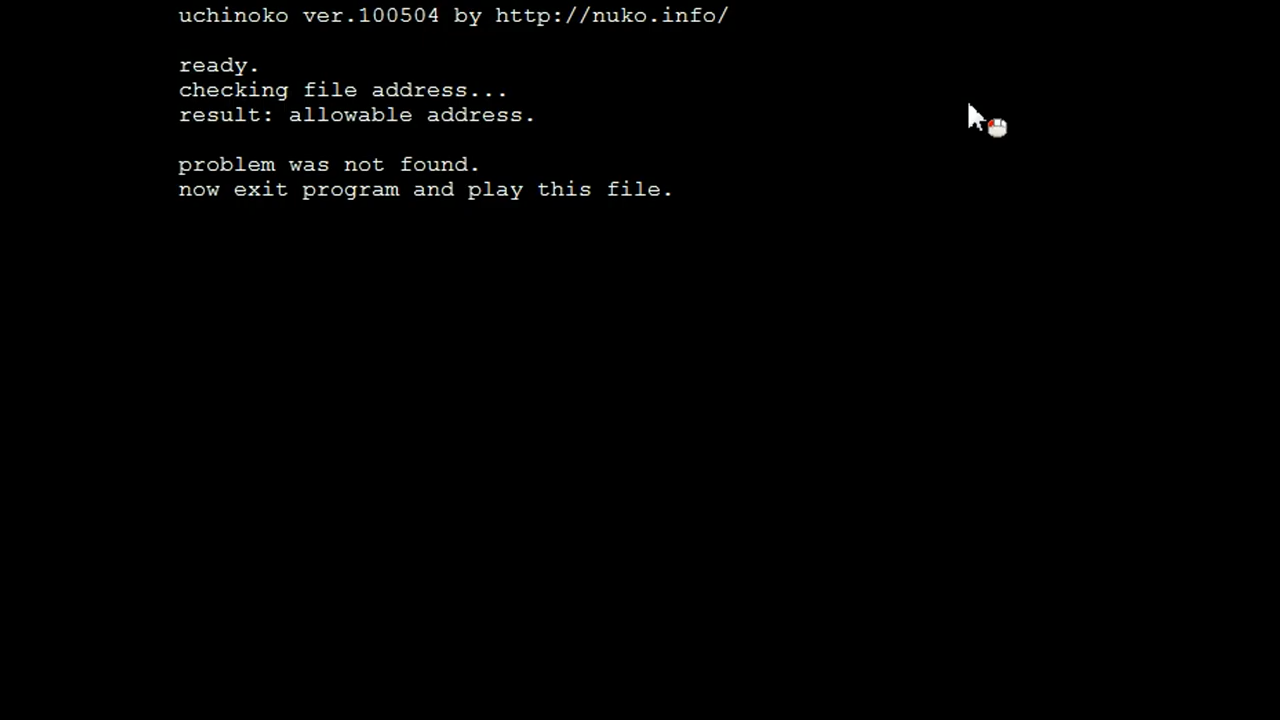 uchinoko ver.100504 by http://nuko.info/
ready.
checking file address...
result: allowable address.
problem was not found.
now exit program and play this file.